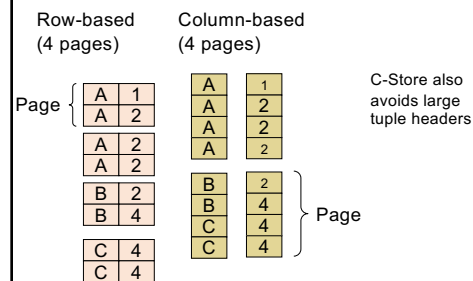 Row-based
(4 pages)
Column-based
(4 pages)
C-Store also
avoids large
tuple headers
Page
A 1
A 2
A 2
A 2
B 2
B 4
C 4
C 4
A 1
A 2
A 2
A 2
B 2
B 4
C 4
C 4
Page